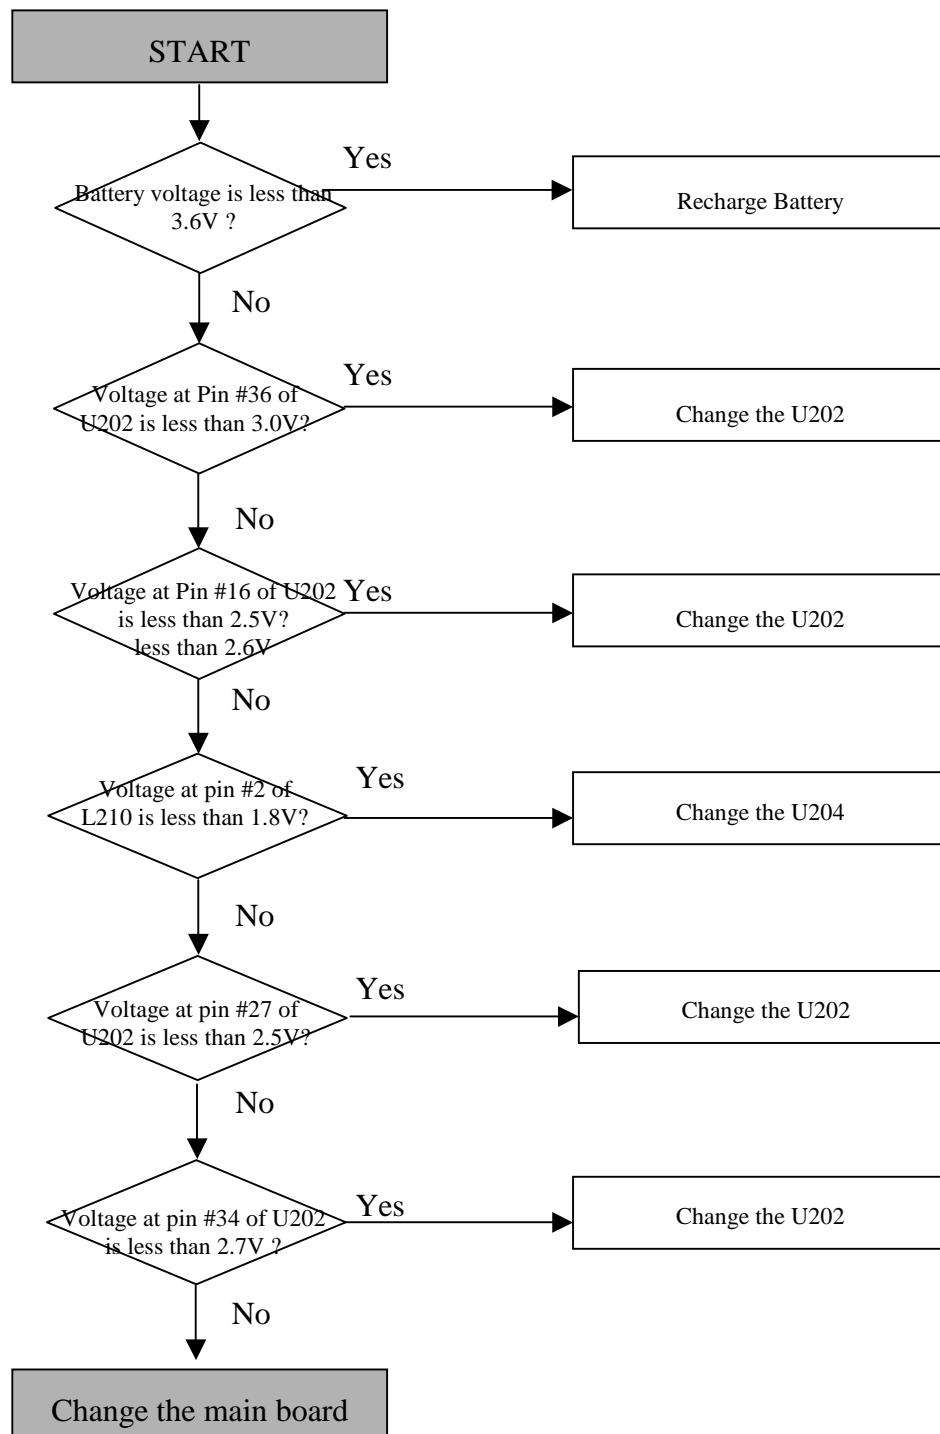 START
Yes
Battery voltage is less than
3.6V ?
Recharge Battery
No
Yes
Voltage at Pin #36 of
U202 is less than 3.0V?
Change the U202
No
Yes
Voltage at Pin #16 of U202
is less than 2.5V?
less than 2.6V
Change the U202
No
Yes
Voltage at pin #2 of
L210 is less than 1.8V?
Change the U204
No
Yes
Voltage at pin #27 of
U202 is less than 2.5V?
Change the U202
No
Yes
Voltage at pin #34 of U202
is less than 2.7V ?
Change the U202
No
Change the main board